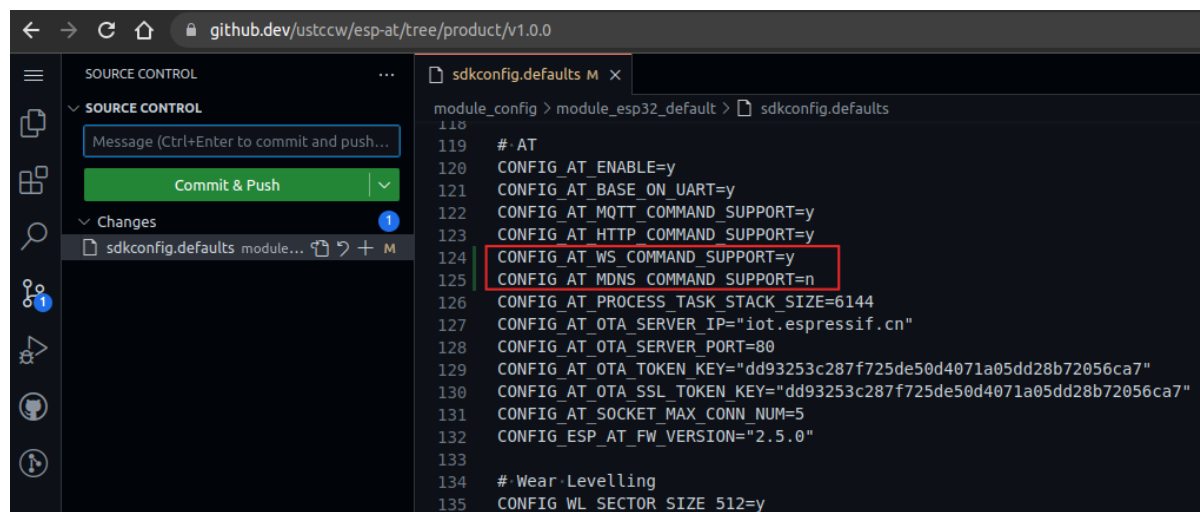 github.dev/ustccw/esp-at/tree/product/v1.0.0
SOURCE CONTROL
SOURCE CONTROL
Message (Ctrl+Enter to commit and push...
Commit & Push
Changes
1
sdkconfig.defaults module... M
1
sdkconfig.defaults M
module_config > module_esp32_default > sdkconfig.defaults
118
119 # AT
120 CONFIG_AT_ENABLE=y
121 CONFIG_AT_BASE_ON_UART=y
122 CONFIG_AT_MQTT_COMMAND_SUPPORT=y
123 CONFIG_AT_HTTP_COMMAND_SUPPORT=y
124 CONFIG_AT_WS_COMMAND_SUPPORT=y
125 CONFIG_AT_MDNS_COMMAND_SUPPORT=n
126 CONFIG_AT_PROCESS_TASK_STACK_SIZE=6144
127 CONFIG_AT_OTA_SERVER_IP="iot.espressif.cn"
128 CONFIG_AT_OTA_SERVER_PORT=80
129 CONFIG_AT_OTA_TOKEN_KEY="dd93253c287f725de50d4071a05dd28b72056ca7"
130 CONFIG_AT_OTA_SSL_TOKEN_KEY="dd93253c287f725de50d4071a05dd28b72056ca7"
131 CONFIG_AT_SOCKET_MAX_CONN_NUM=5
132 CONFIG_ESP_AT_FW_VERSION="2.5.0"
133
134 # Wear Levelling
135 CONFIG_WL_SECTOR_SIZE_512=y